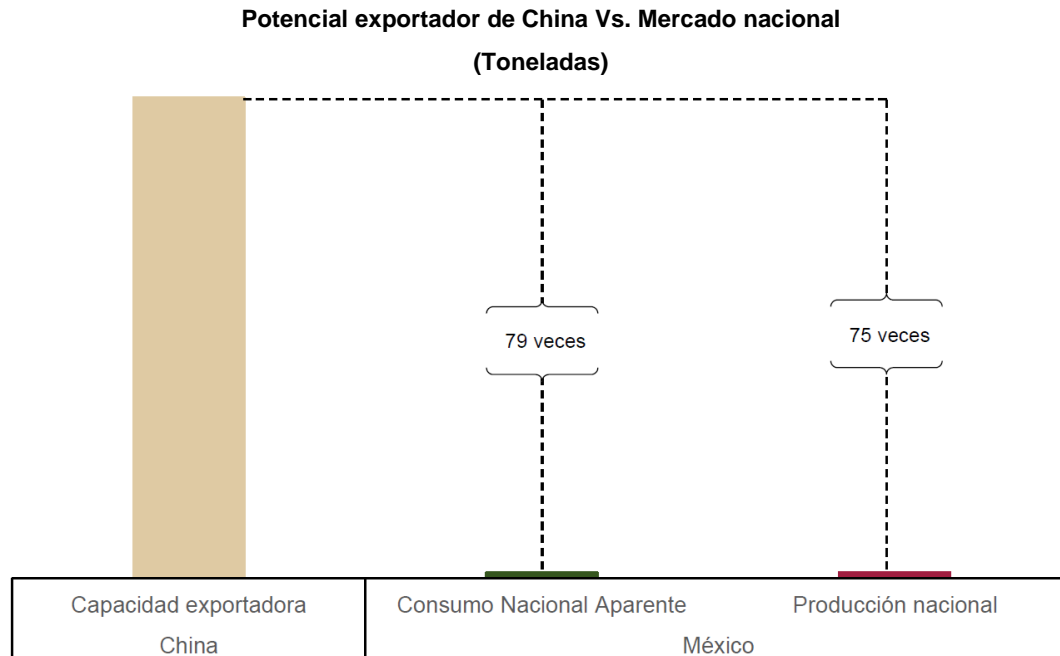 Potencial exportador de China Vs. Mercado nacional
(Toneladas)
79 veces
75 veces
Capacidad exportadora
Consumo Nacional Aparente
Producción nacional
China
México